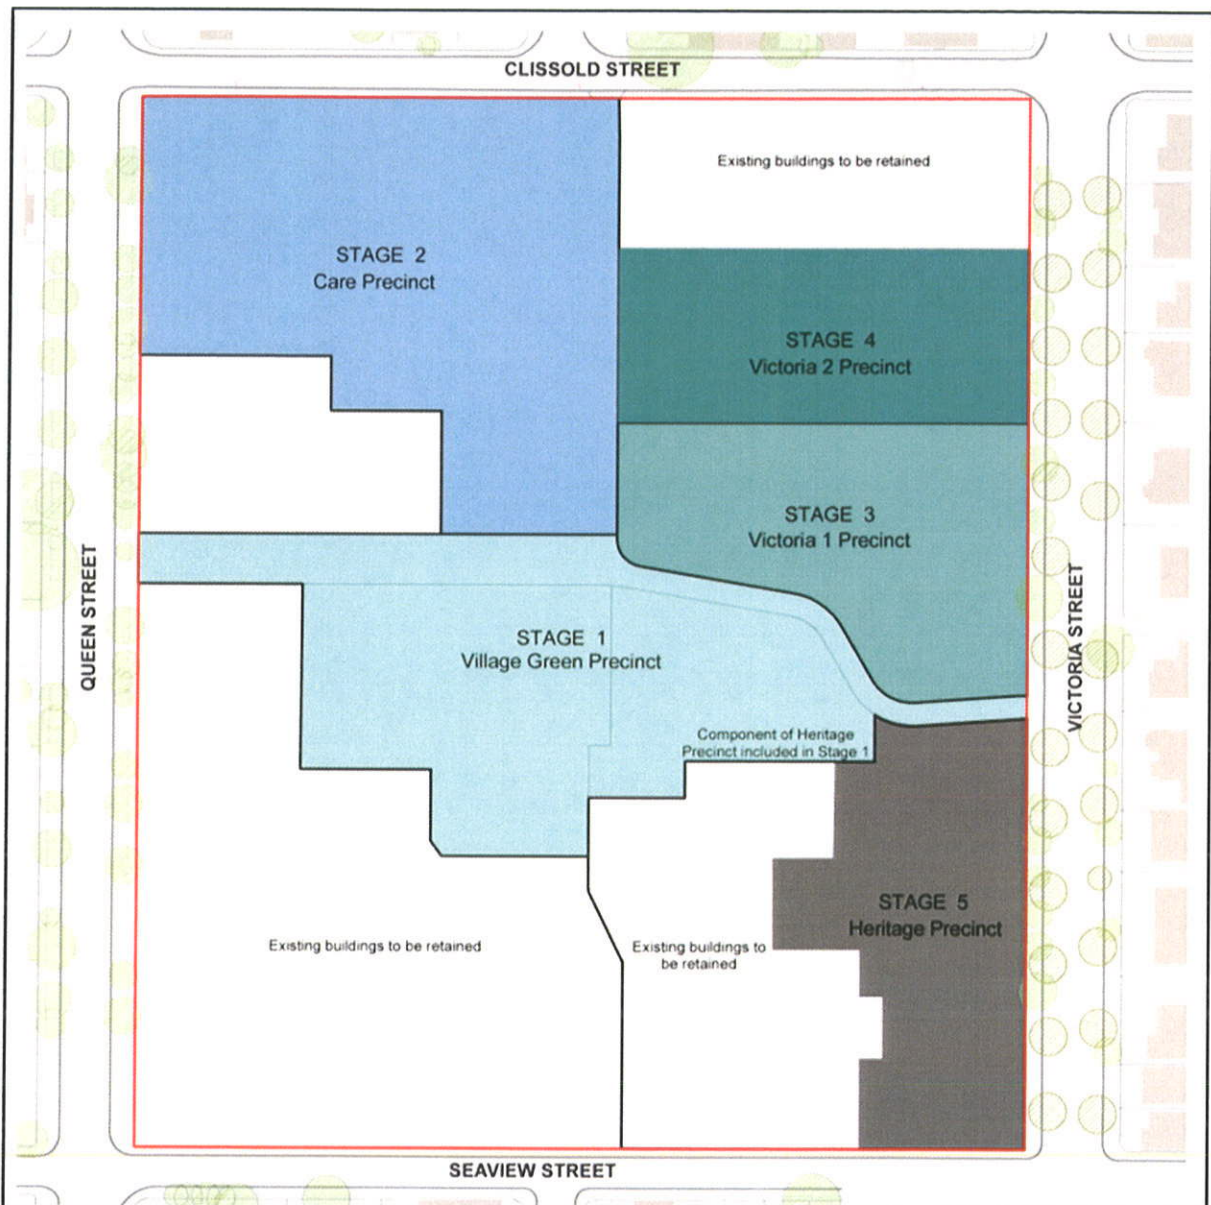 CLISSOLD STREET
Existing buildings to be retained
STAGE 2
Care Precinct
STAGE 4
Victoria 2 Precinct
STAGE 3
Victoria 1 Precinct
QUEEN STREET
VICTORIA STREET
STAGE 1
Village Green Precinct
Component of Heritage
Precinct included in Stage 1
STAGE 5
Heritage Precinct
Existing buildings to be retained
Existing buildings to
be retained
SEAVIEW STREET